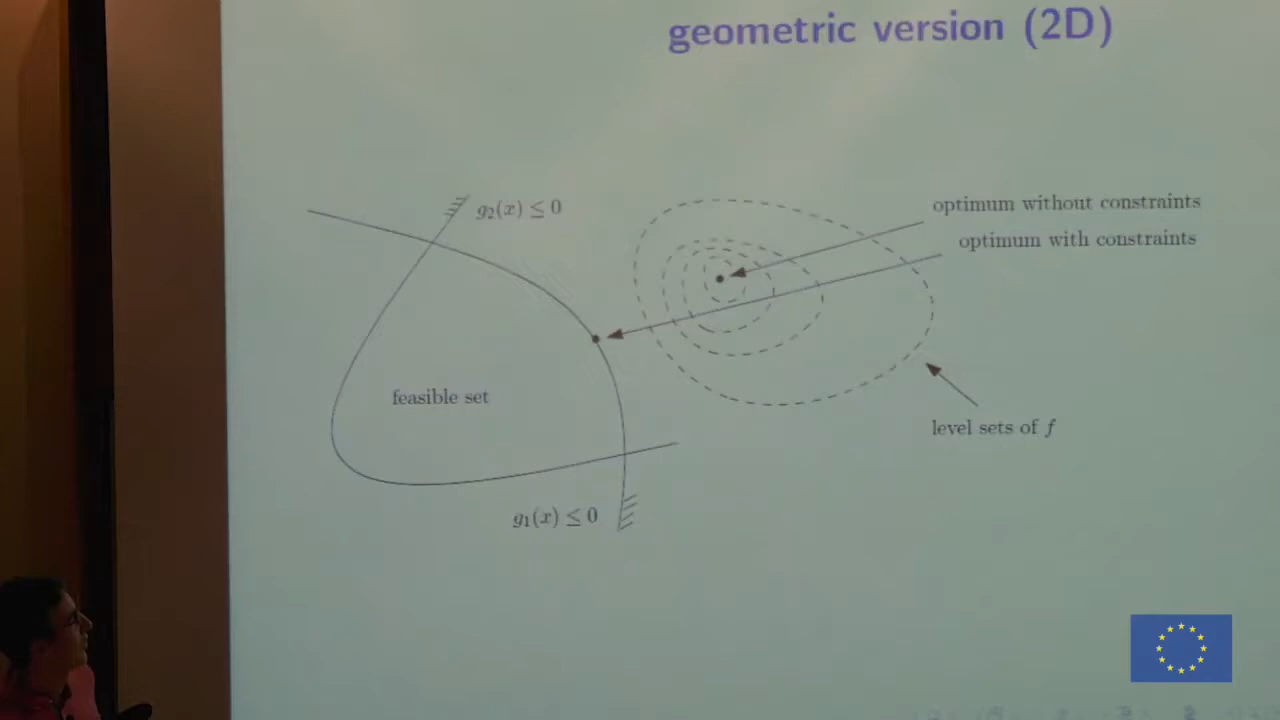 geometric version (2D)
g₂(x) ≤ 0
optimum without constraints
optimum with constraints
feasible set
level sets of f
g₁(x) ≤ 0